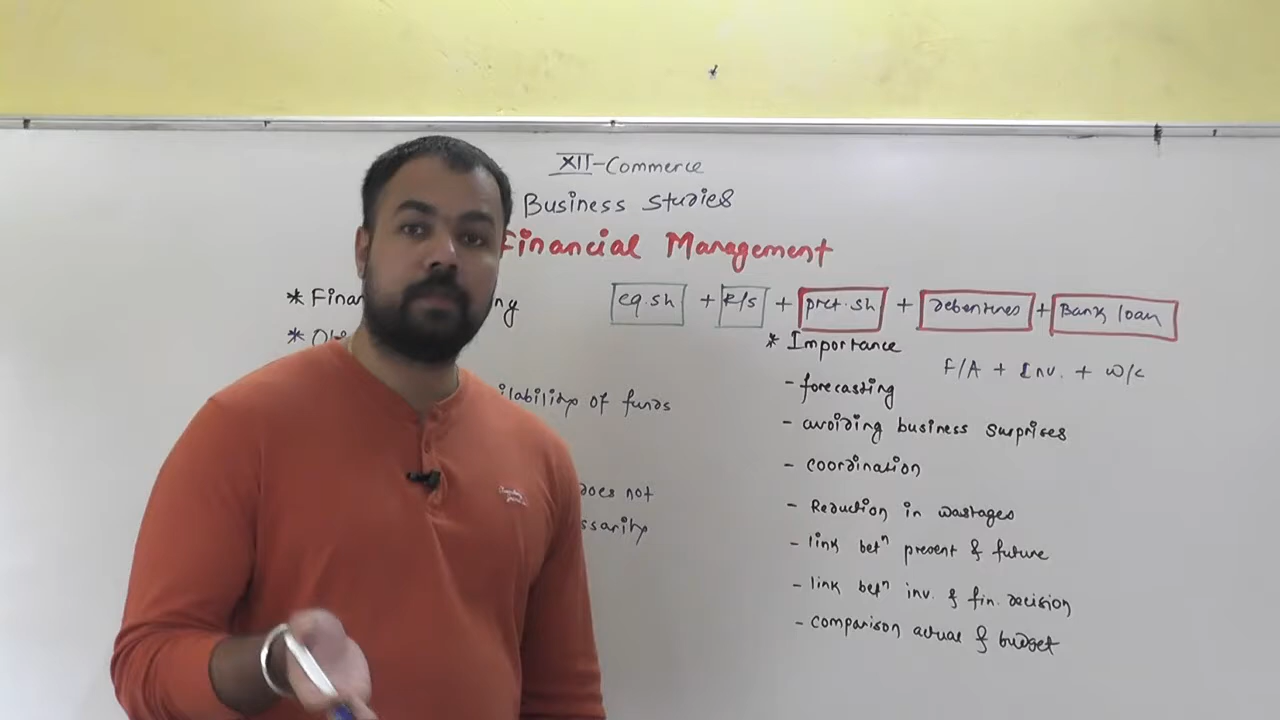 XII-Commerce
Business Studies
Financial Management
* Finan ng
eq.sh + R/s + pref.sh + Debentures + Bank loan
* Ob
ilability of funds
does not
ssarily
* Importance
F/A + Inv. + W/C
- forecasting
- avoiding business surprises
- coordination
- Reduction in wastages
- link betⁿ present & future
- link betⁿ inv. & fin. decision
- comparison actual & budget